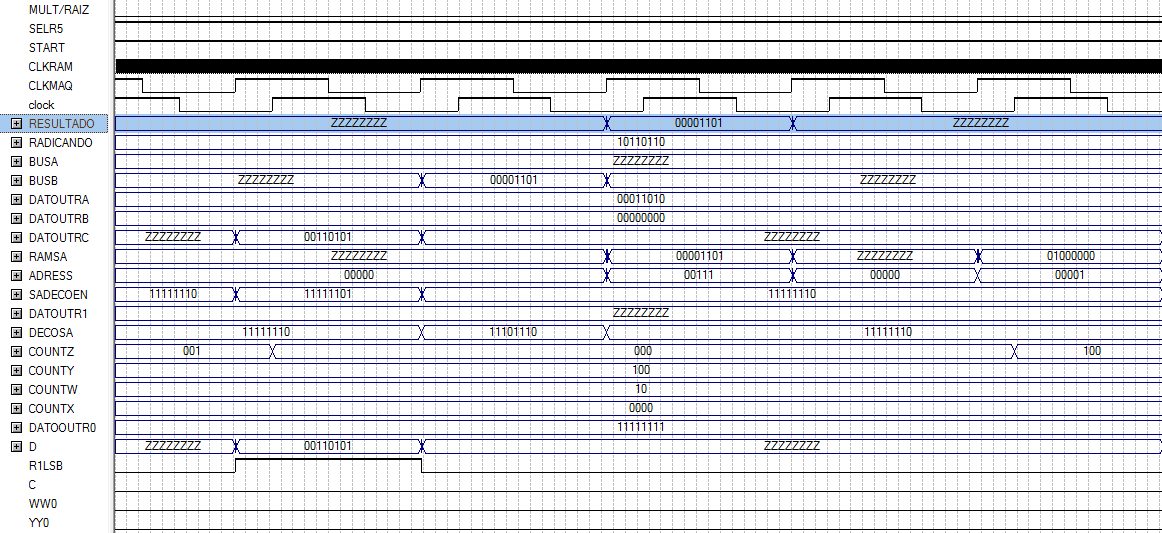 MULT/RAIZ
SELR5
START
CLKRAM
CLKMAQ
clock
RESULTADO ZZZZZZZZ 00001101 ZZZZZZZZ
RADICANDO 10110110
BUSA ZZZZZZZZ
BUSB ZZZZZZZZ 00001101 ZZZZZZZZ
DATOUTRA 00011010
DATOUTRB 00000000
DATOUTRC ZZZZZZZZ 00110101 ZZZZZZZZ
RAMSA ZZZZZZZZ 00001101 ZZZZZZZZ 01000000
ADRESS 00000 00111 00000 00001
SADECOEN 11111110 11111101 11111110
DATOUTR1 ZZZZZZZZ
DECOSA 11111110 11101110 11111110
COUNTZ 001 000 100
COUNTY 100
COUNTW 10
COUNTX 0000
DATOOUTR0 11111111
D ZZZZZZZZ 00110101 ZZZZZZZZ
R1LSB
C
WW0
YY0